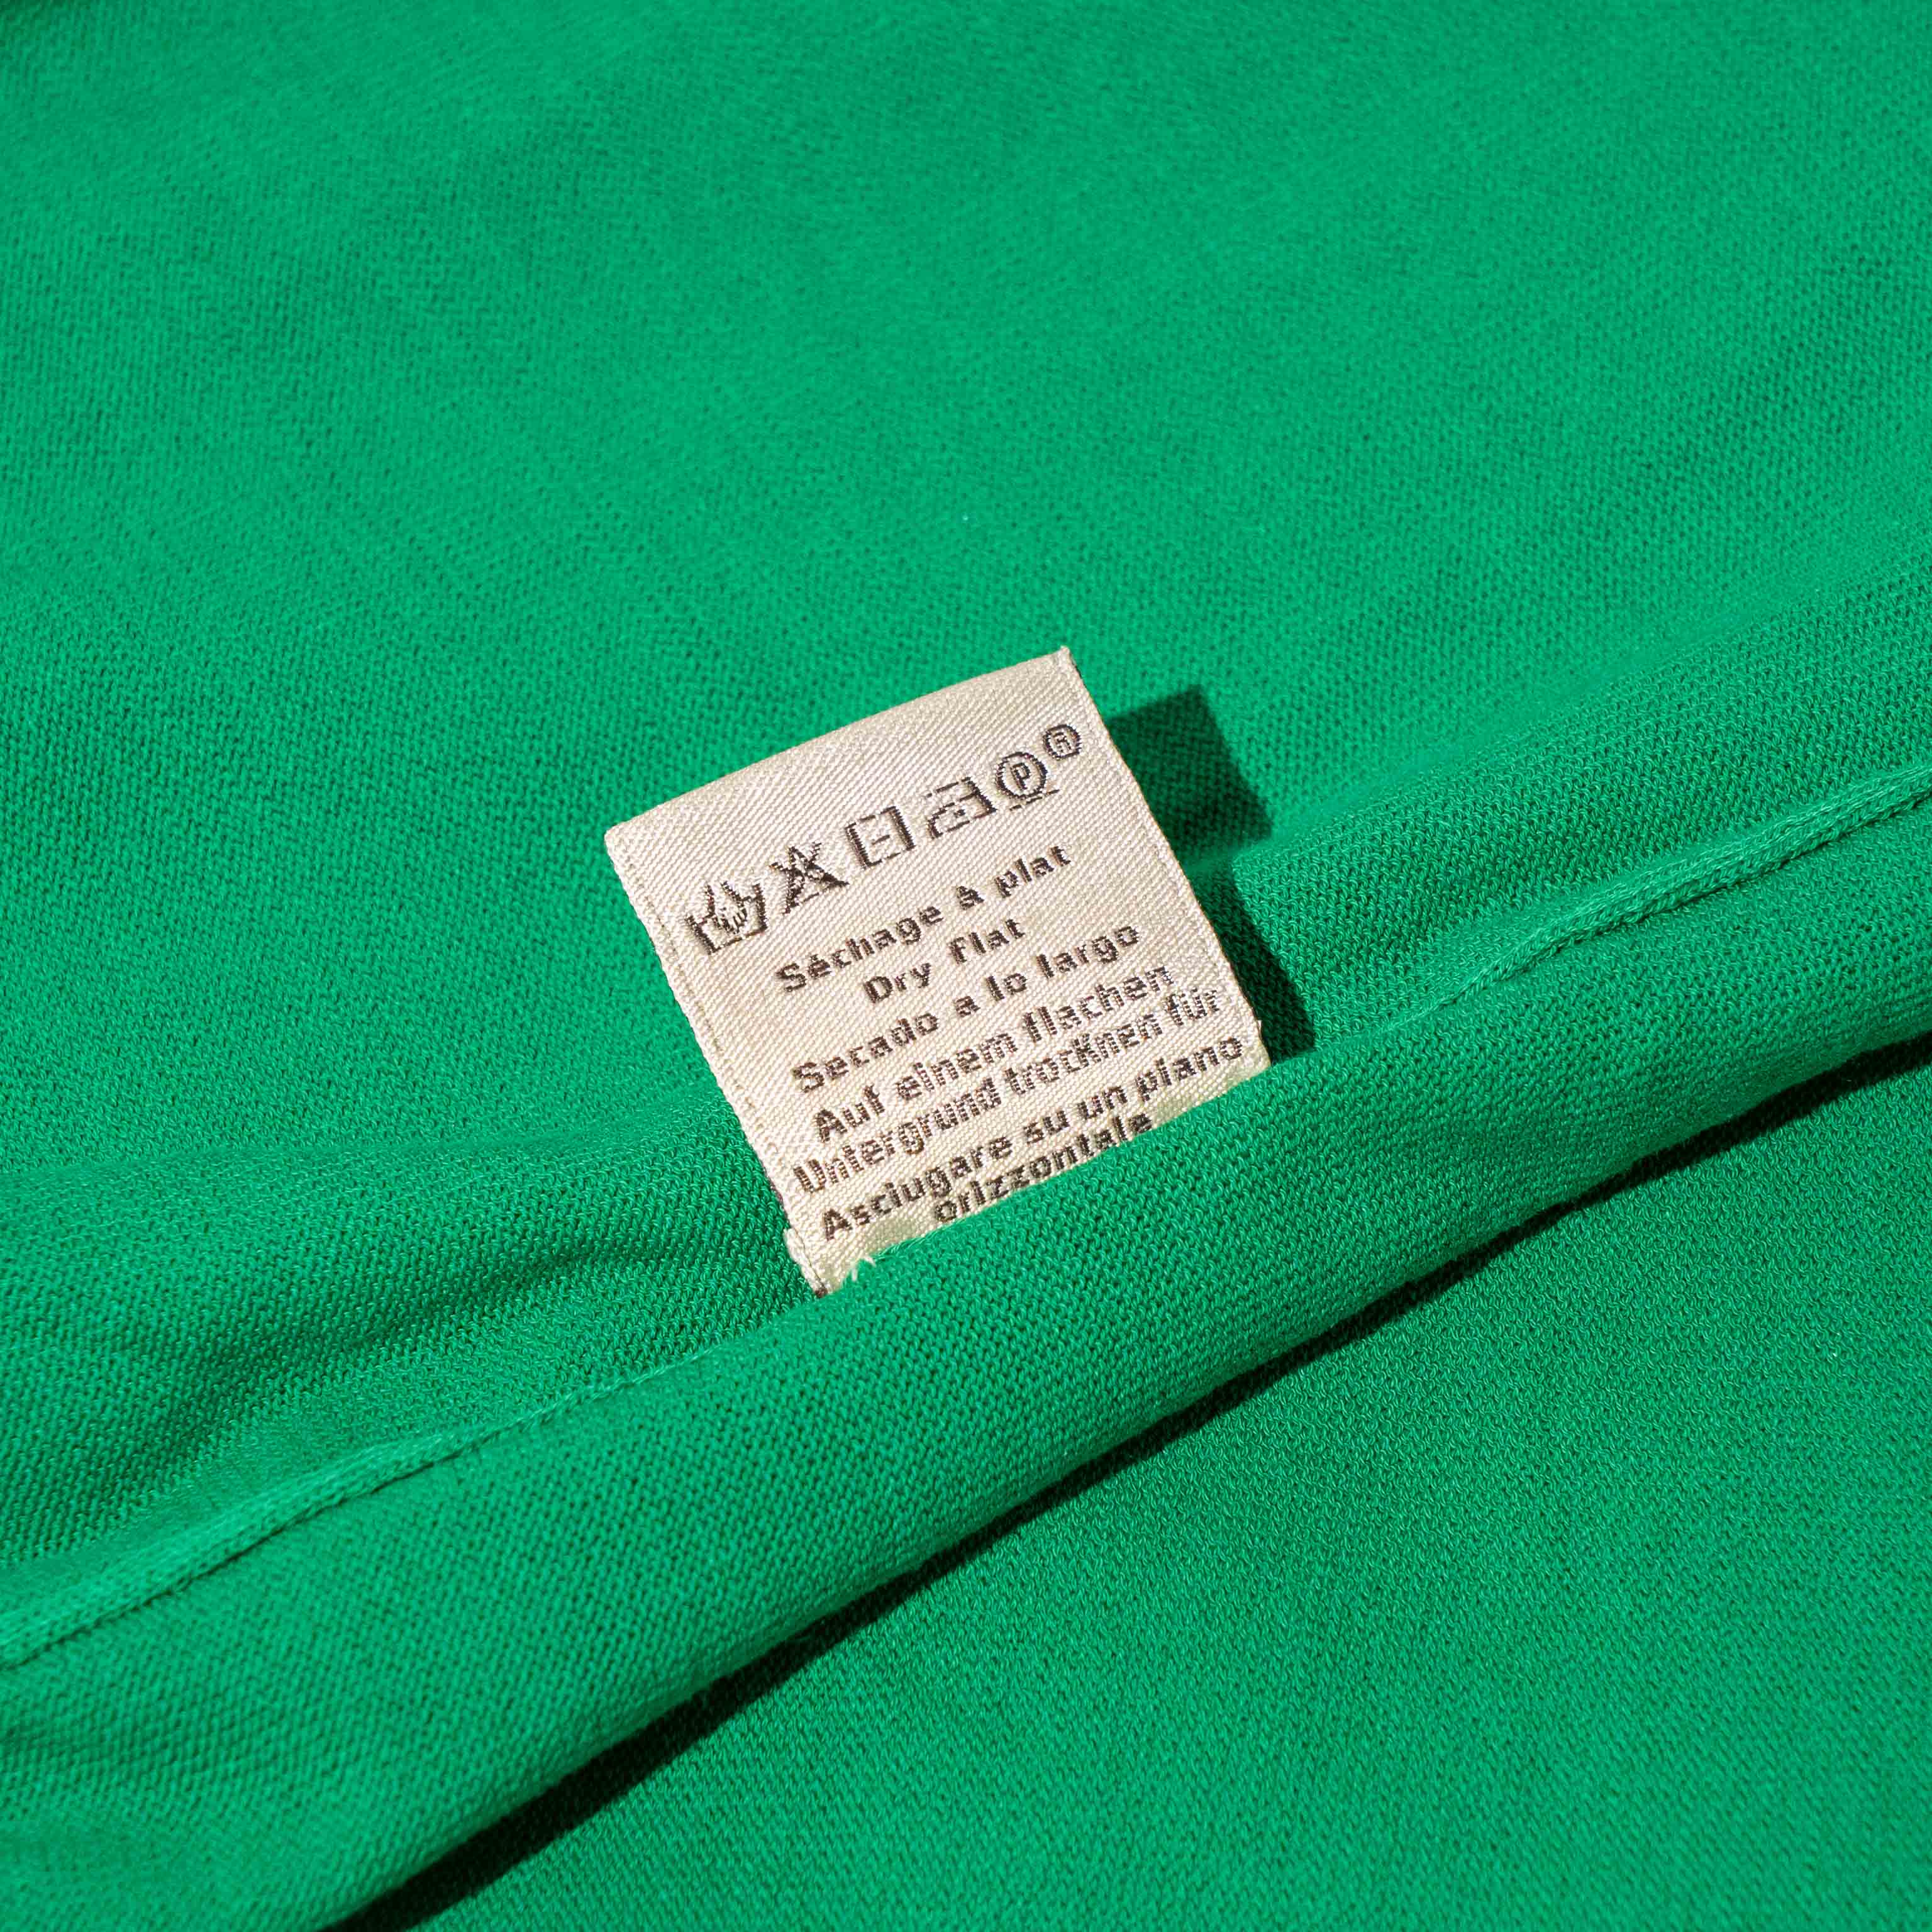 P ®
Séchage à plat
Dry flat
Secado a lo largo
Auf einem flachen
Untergrund trocknen für
Asciugare su un piano
orizzontale